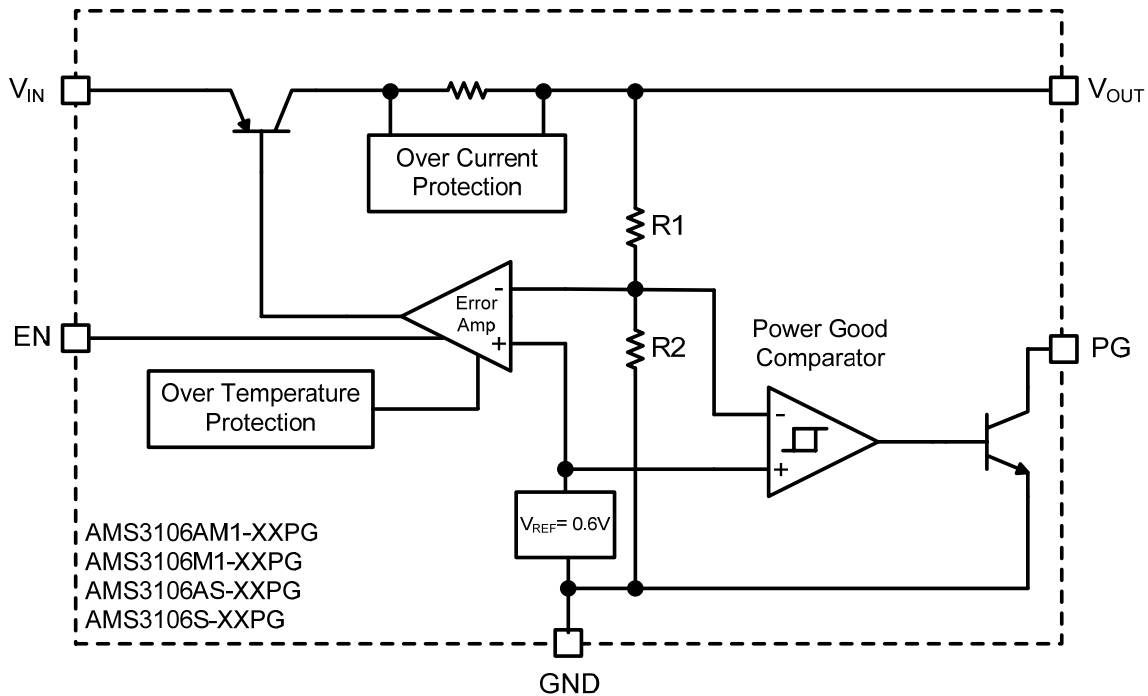 VIN
VOUT
Over Current
Protection
R1
-
Error
Amp
+
EN
R2
Power Good
Comparator
PG
Over Temperature
Protection
-
+
VREF= 0.6V
AMS3106AM1-XXPG
AMS3106M1-XXPG
AMS3106AS-XXPG
AMS3106S-XXPG
GND